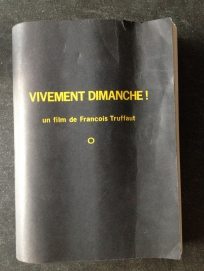 VIVEMENT DIMANCHE !
un film de Francois Truffaut